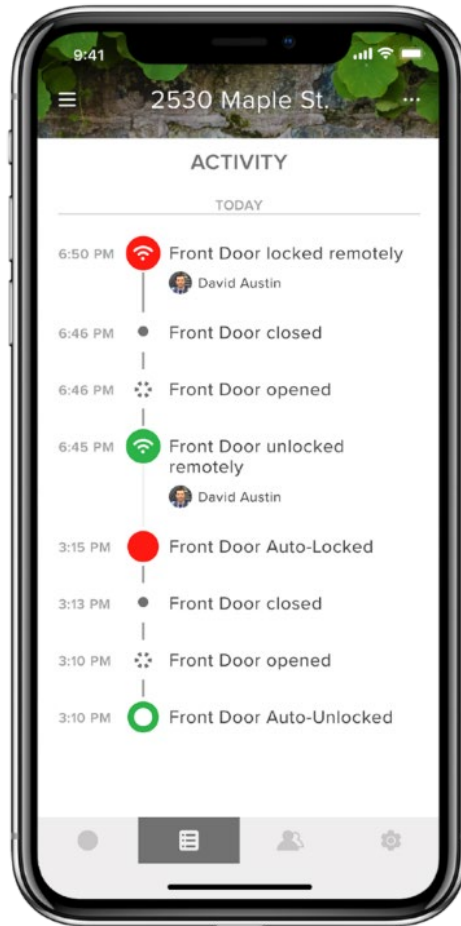 9:41
2530 Maple St.
ACTIVITY
TODAY
6:50 PM Front Door locked remotely
David Austin
6:46 PM Front Door closed
6:46 PM Front Door opened
6:45 PM Front Door unlocked
remotely
David Austin
3:15 PM Front Door Auto-Locked
3:13 PM Front Door closed
3:10 PM Front Door opened
3:10 PM Front Door Auto-Unlocked